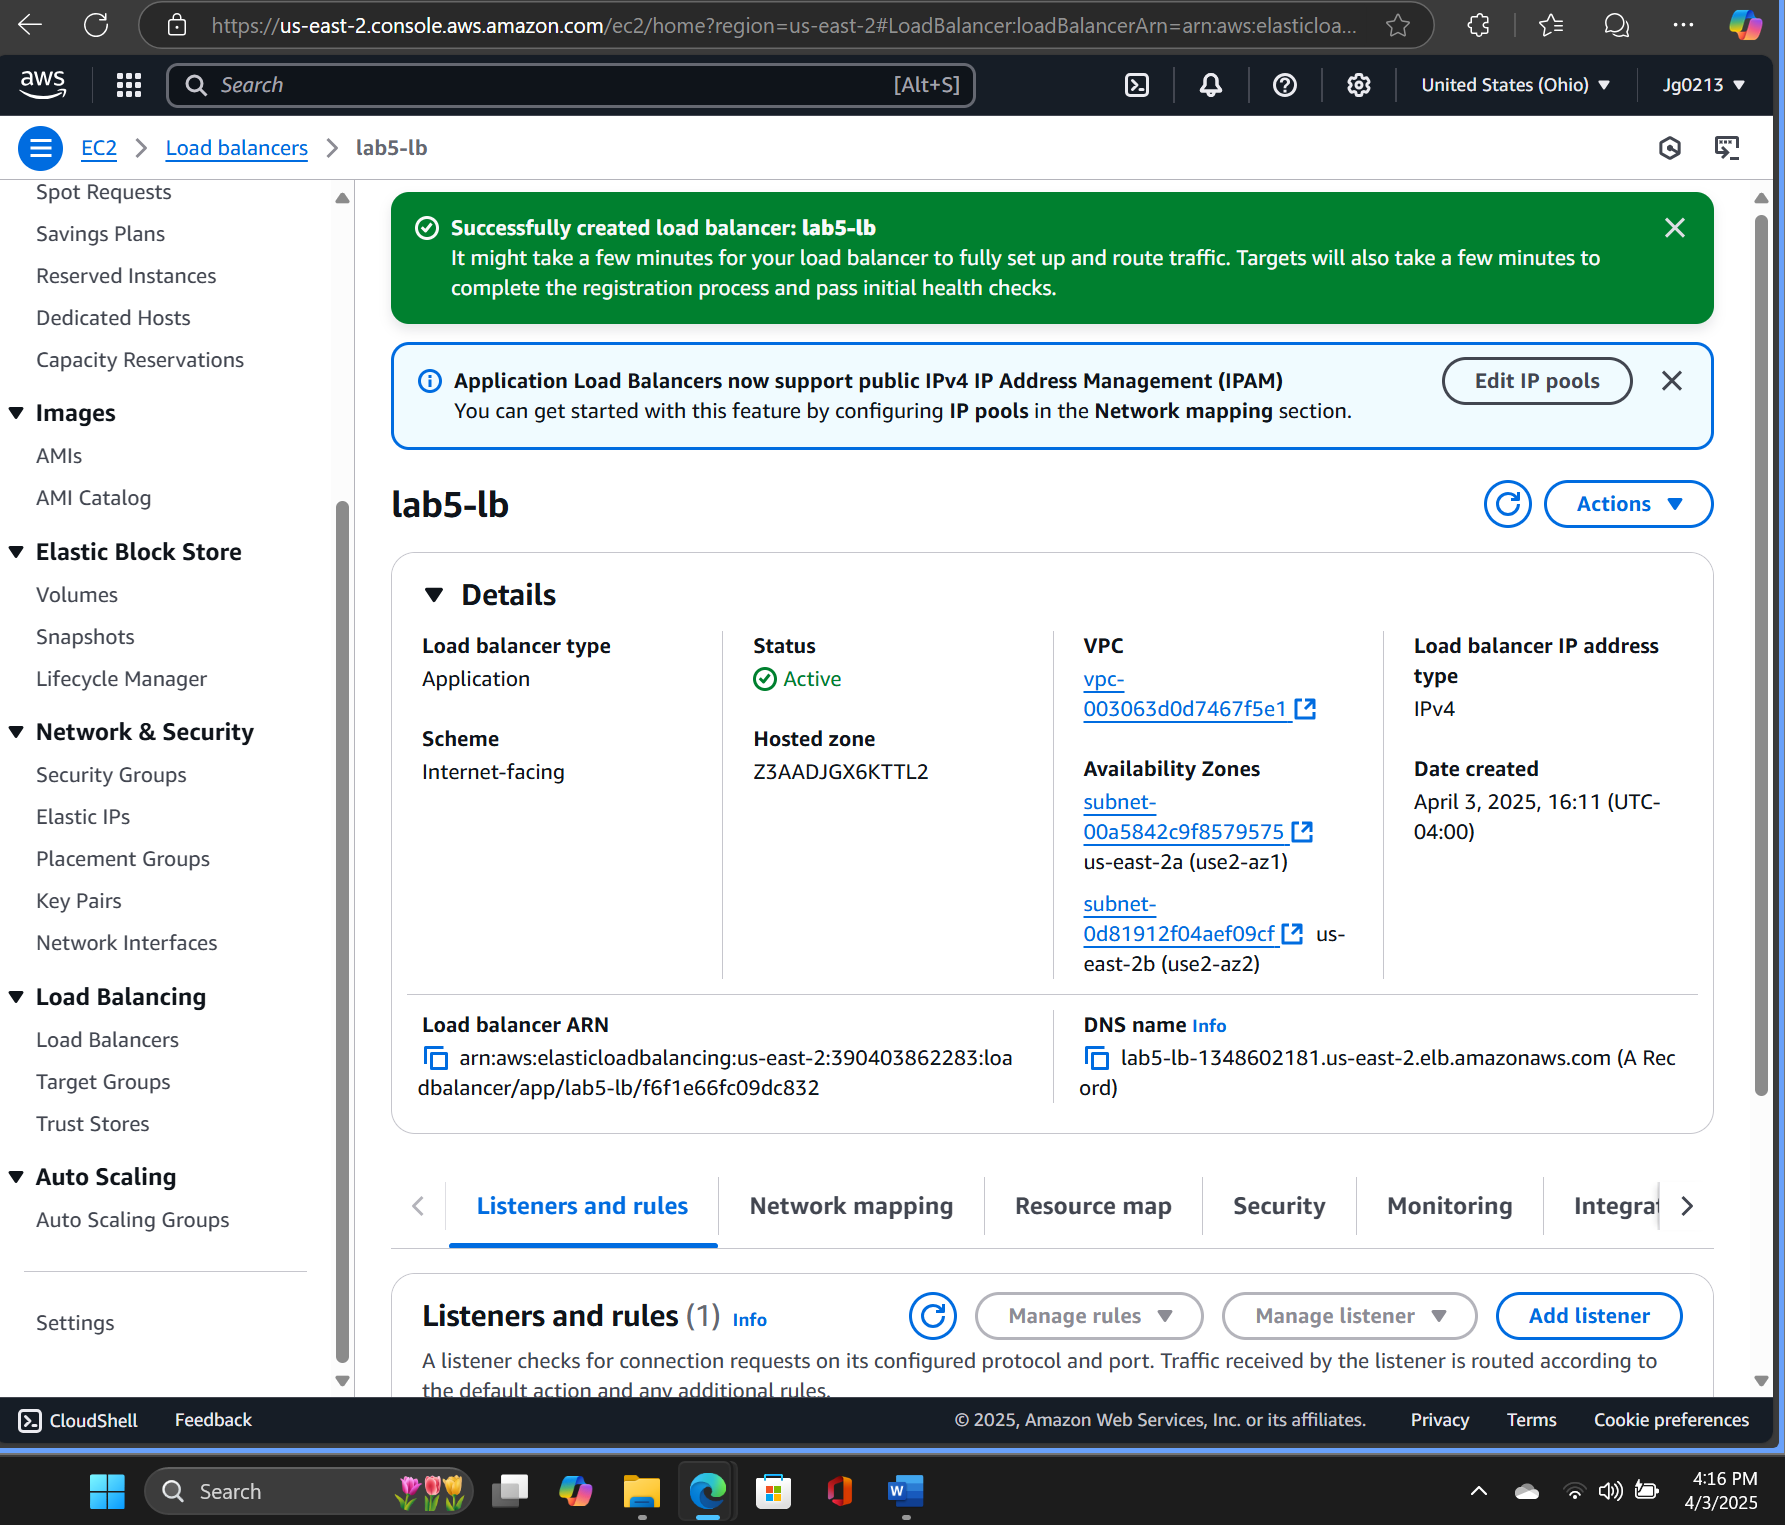 https://us-east-2.console.aws.amazon.com/ec2/home?region=us-east-2#LoadBalancer:loadBalancerArn=arn:aws:elasticloa...
aws
Search
[Alt+S]
United States (Ohio)
Jg0213
EC2
Load balancers
lab5-lb
Spot Requests
Savings Plans
Reserved Instances
Dedicated Hosts
Capacity Reservations
Images
AMIs
AMI Catalog
Elastic Block Store
Volumes
Snapshots
Lifecycle Manager
Network & Security
Security Groups
Elastic IPs
Placement Groups
Key Pairs
Network Interfaces
Load Balancing
Load Balancers
Target Groups
Trust Stores
Auto Scaling
Auto Scaling Groups
Settings
Successfully created load balancer: lab5-lb
It might take a few minutes for your load balancer to fully set up and route traffic. Targets will also take a few minutes to
complete the registration process and pass initial health checks.
Application Load Balancers now support public IPv4 IP Address Management (IPAM)
You can get started with this feature by configuring IP pools in the Network mapping section.
Edit IP pools
lab5-lb
Actions
Details
Load balancer type
Application
Scheme
Internet-facing
Status
Active
Hosted zone
Z3AADJGX6KTTL2
VPC
vpc-
003063d0d7467f5e1
Availability Zones
subnet-
00a5842c9f8579575
us-east-2a (use2-az1)
subnet-
0d81912f04aef09cf us-
east-2b (use2-az2)
Load balancer IP address
type
IPv4
Date created
April 3, 2025, 16:11 (UTC-
04:00)
Load balancer ARN
arn:aws:elasticloadbalancing:us-east-2:390403862283:loa
dbalancer/app/lab5-lb/f6f1e66fc09dc832
DNS name Info
lab5-lb-1348602181.us-east-2.elb.amazonaws.com (A Rec
ord)
Listeners and rules
Network mapping
Resource map
Security
Monitoring
Integrat
Listeners and rules (1) Info
Manage rules
Manage listener
Add listener
A listener checks for connection requests on its configured protocol and port. Traffic received by the listener is routed according to
the default action and any additional rules.
CloudShell
Feedback
© 2025, Amazon Web Services, Inc. or its affiliates.
Privacy
Terms
Cookie preferences
Search
W
4:16 PM
4/3/2025